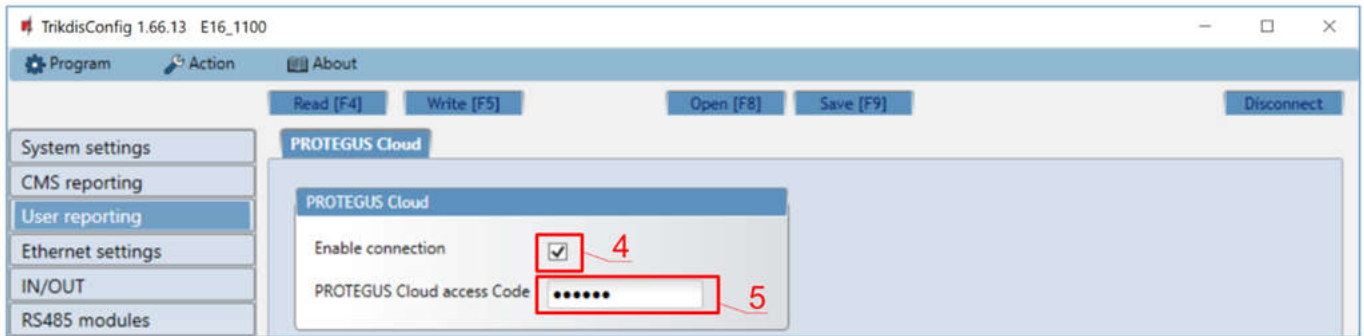 TrikdisConfig 1.66.13 E16_1100
Program Action About
Read [F4] Write [F5] Open [F8] Save [F9] Disconnect
System settings
CMS reporting
User reporting
Ethernet settings
IN/OUT
RS485 modules
PROTEGUS Cloud
PROTEGUS Cloud
Enable connection 4
PROTEGUS Cloud access Code •••••• 5